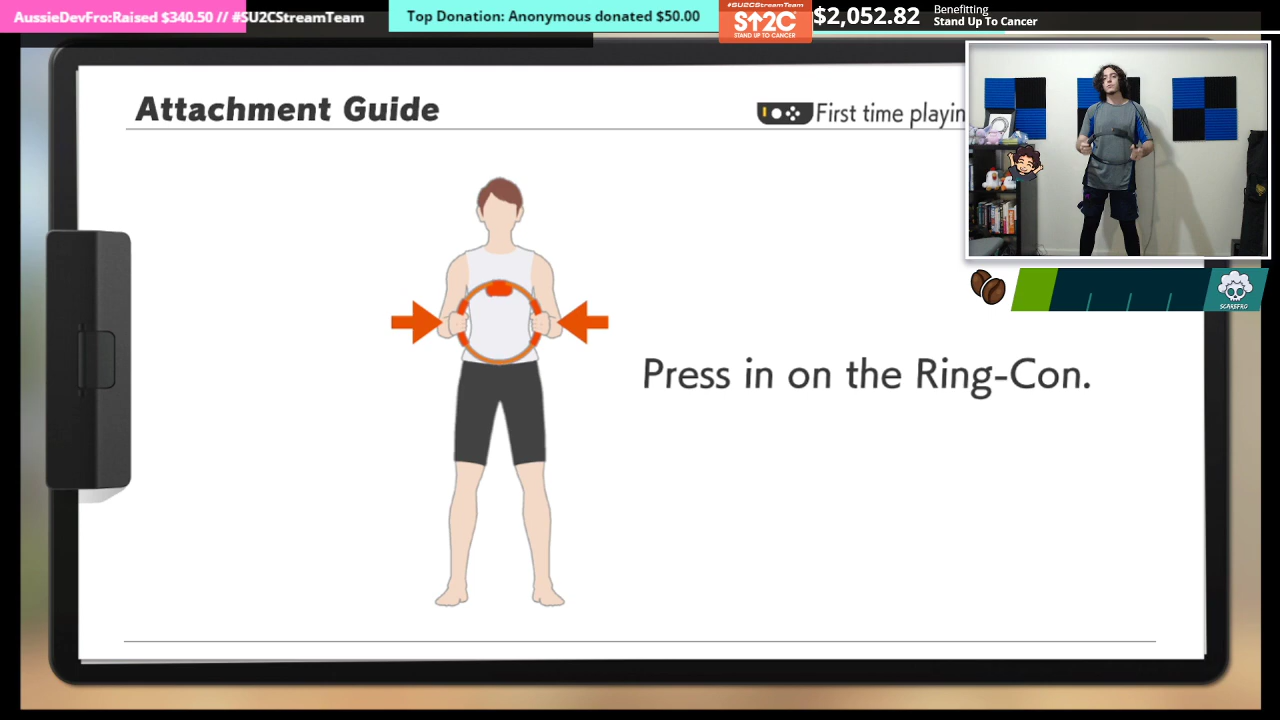 AussieDevFro:Raised $340.50 // #SU2CStreamTeam
Top Donation: Anonymous donated $50.00
#SU2CStreamTeam
SU2C
STAND UP TO CANCER
$2,052.82
Benefitting
Stand Up To Cancer
Attachment Guide
First time playin
SCAREFRO
Press in on the Ring-Con.